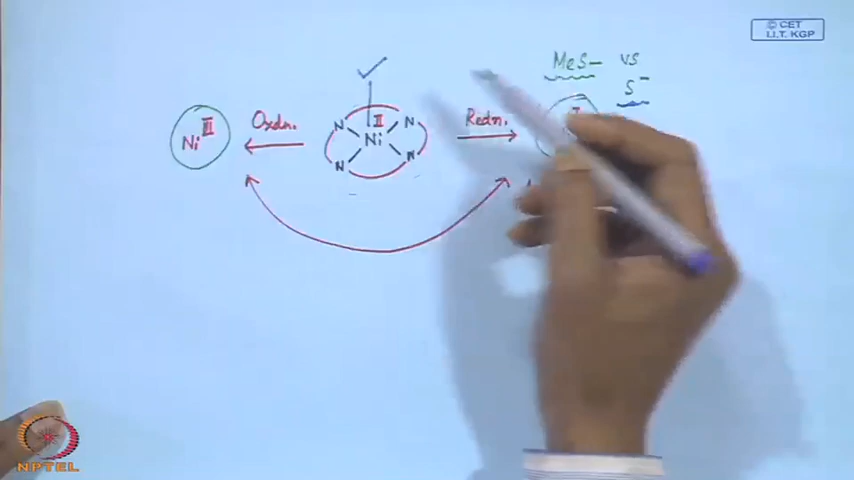 © CET
I.I.T. KGP
MeS– vs
S⁻
Ni III
Oxdn.
II
N N
Ni
N N
Redn.
I
NPTEL